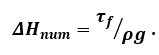 ΔH_num = τ_f / ρg .